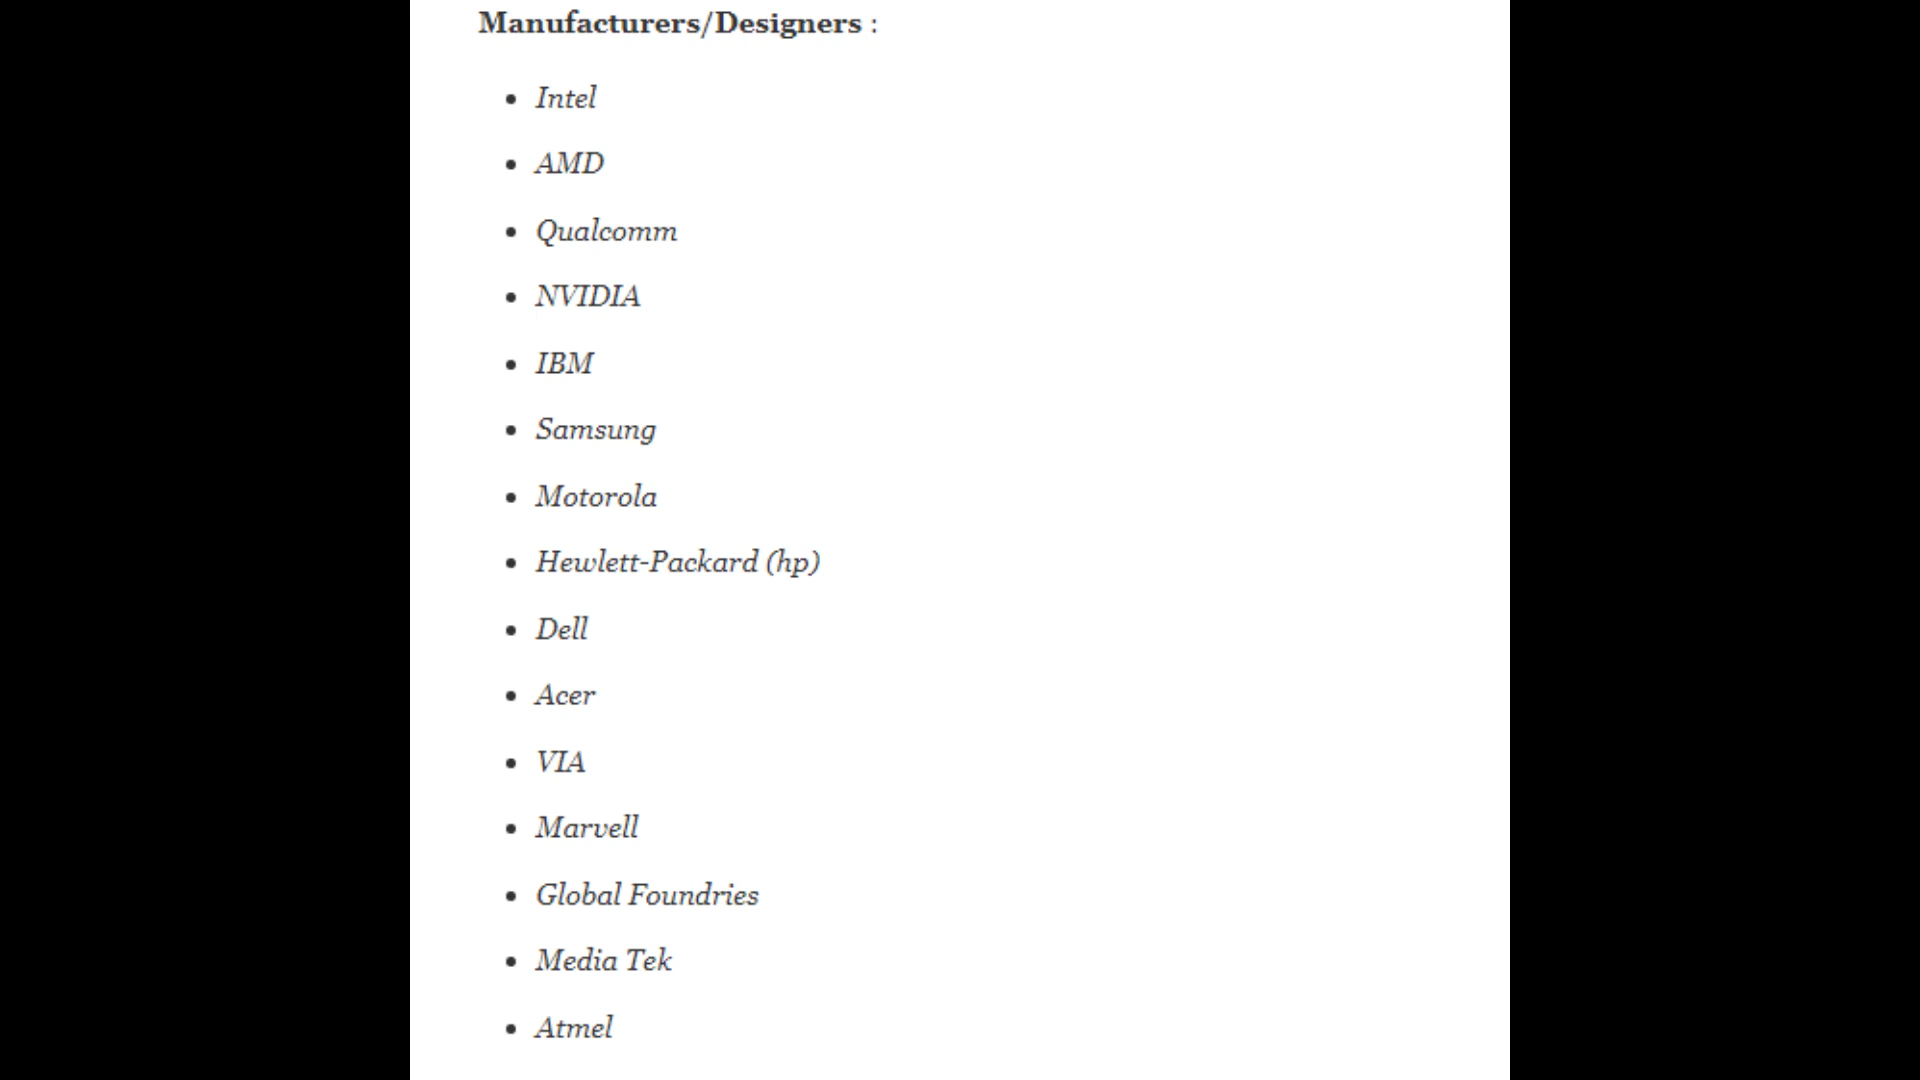 Manufacturers/Designers :
• Intel
• AMD
• Qualcomm
• NVIDIA
• IBM
• Samsung
• Motorola
• Hewlett-Packard (hp)
• Dell
• Acer
• VIA
• Marvell
• Global Foundries
• Media Tek
• Atmel